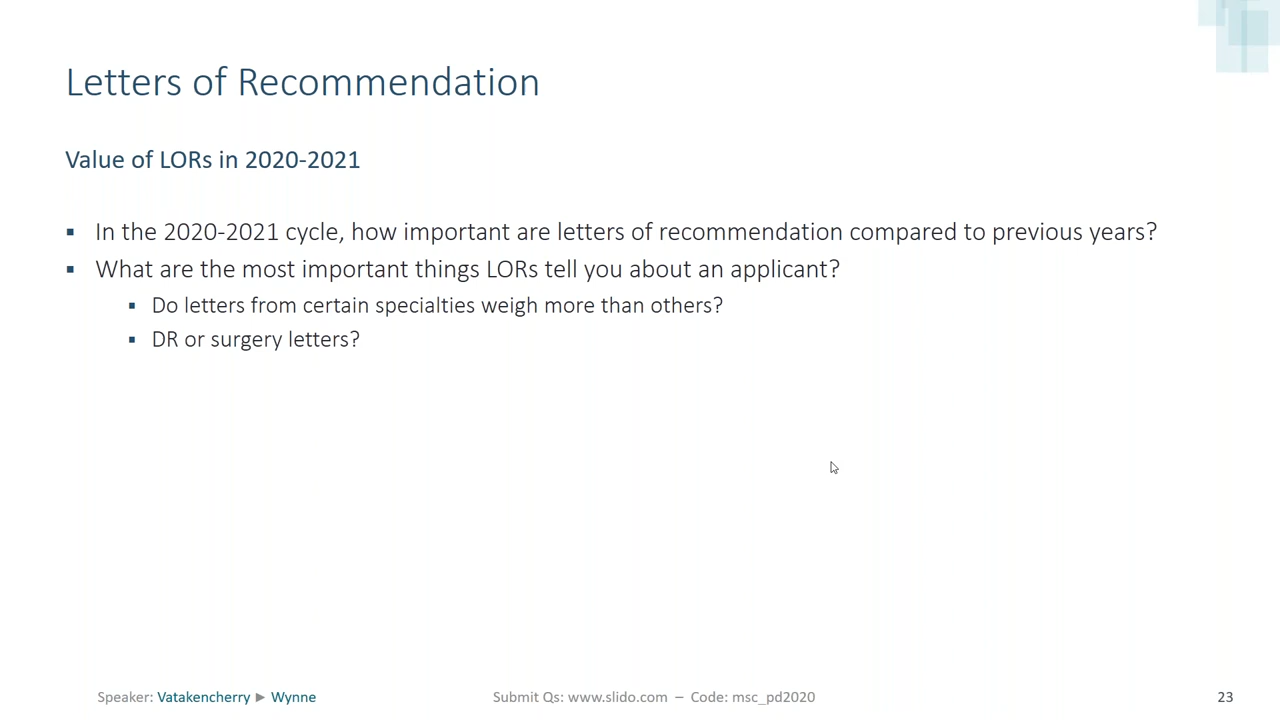 Letters of Recommendation
Value of LORs in 2020-2021
▪ In the 2020-2021 cycle, how important are letters of recommendation compared to previous years?
▪ What are the most important things LORs tell you about an applicant?
▪ Do letters from certain specialties weigh more than others?
▪ DR or surgery letters?
Speaker: Vatakencherry ► Wynne Submit Qs: www.slido.com – Code: msc_pd2020 23